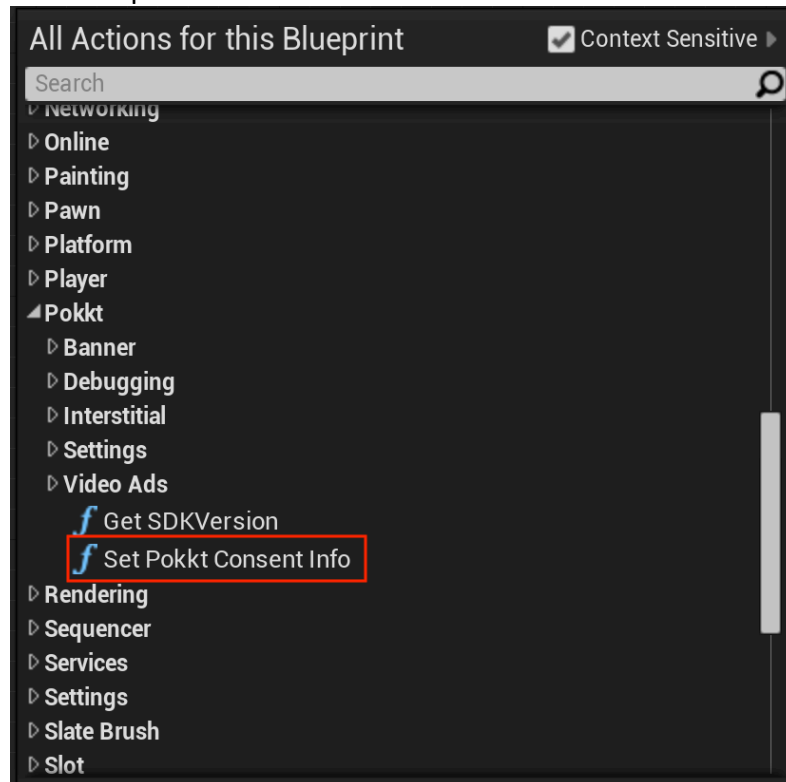 All Actions for this Blueprint Context Sensitive
Search
Networking
Online
Painting
Pawn
Platform
Player
Pokkt
Banner
Debugging
Interstitial
Settings
Video Ads
f Get SDKVersion
f Set Pokkt Consent Info
Rendering
Sequencer
Services
Settings
Slate Brush
Slot